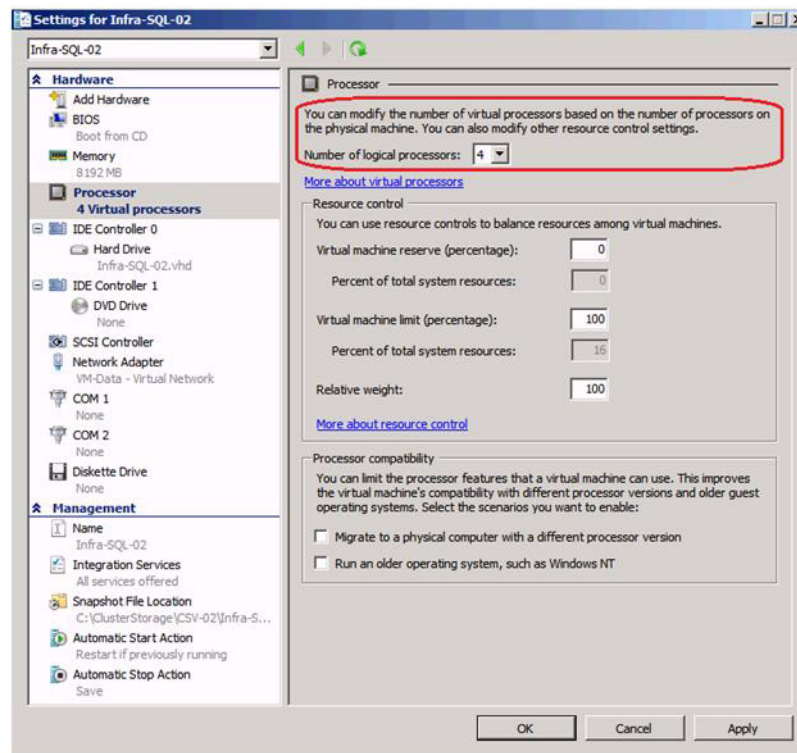 Settings for Infra-SQL-02
Infra-SQL-02
Hardware
Add Hardware
BIOS
Boot from CD
Memory
8192 MB
Processor
4 Virtual processors
IDE Controller 0
Hard Drive
Infra-SQL-02.vhd
IDE Controller 1
DVD Drive
None
SCSI Controller
Network Adapter
VM-Data - Virtual Network
COM 1
None
COM 2
None
Diskette Drive
None
Management
Name
Infra-SQL-02
Integration Services
All services offered
Snapshot File Location
C:\ClusterStorage\CSV-02\Infra-S...
Automatic Start Action
Restart if previously running
Automatic Stop Action
Save
Processor
You can modify the number of virtual processors based on the number of processors on
the physical machine. You can also modify other resource control settings.
Number of logical processors: 4
More about virtual processors
Resource control
You can use resource controls to balance resources among virtual machines.
Virtual machine reserve (percentage): 0
Percent of total system resources: 0
Virtual machine limit (percentage): 100
Percent of total system resources: 16
Relative weight: 100
More about resource control
Processor compatibility
You can limit the processor features that a virtual machine can use. This improves
the virtual machine's compatibility with different processor versions and older guest
operating systems. Select the scenarios you want to enable:
Migrate to a physical computer with a different processor version
Run an older operating system, such as Windows NT
OK Cancel Apply